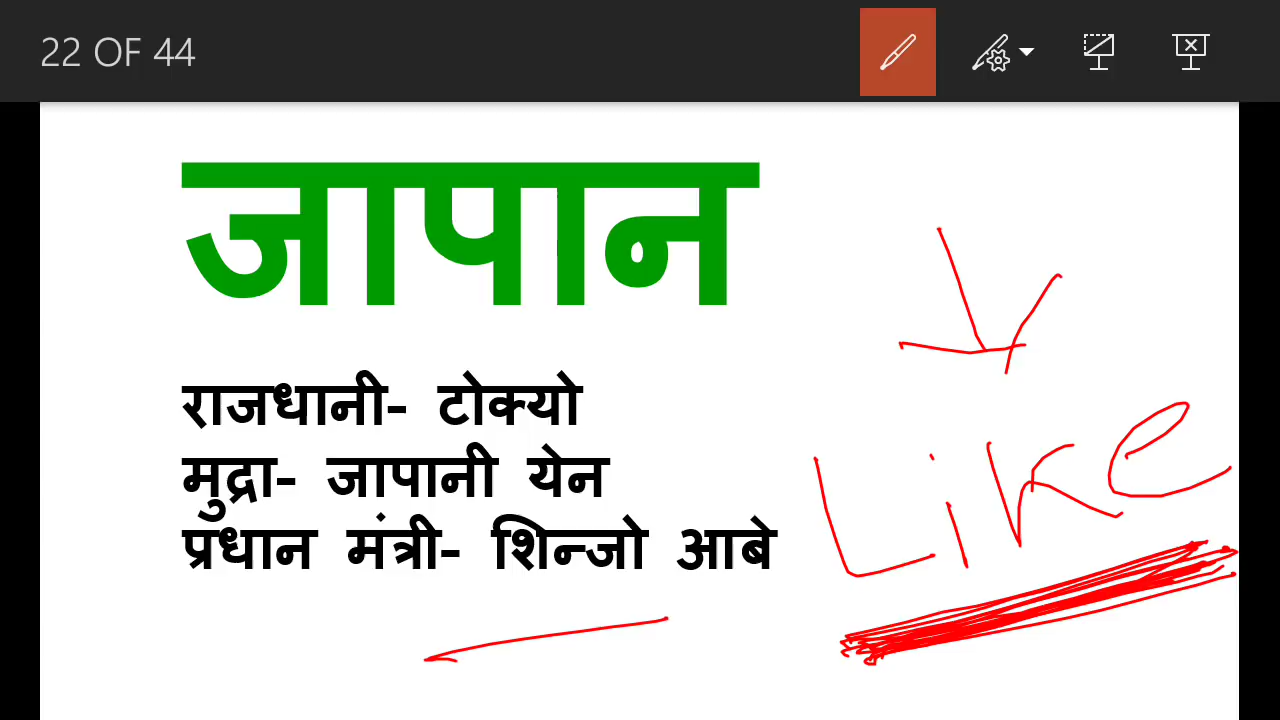 22 OF 44
जापान
राजधानी- टोक्यो
मुद्रा- जापानी येन
प्रधान मंत्री- शिन्जो आबे
Like